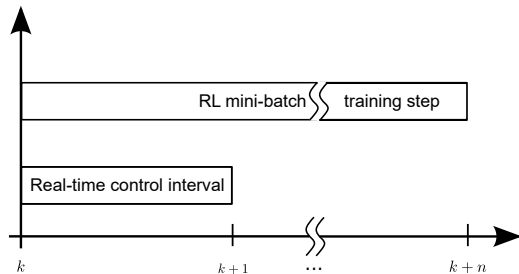 RL mini-batch training step
Real-time control interval
k k + 1 ... k + n